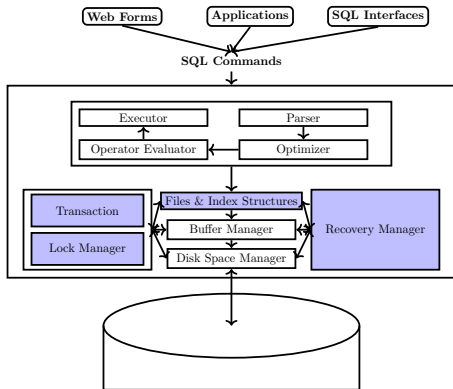 Web Forms
Applications
SQL Interfaces
SQL Commands
Executor
Parser
Operator Evaluator
Optimizer
Transaction
Files & Index Structures
Recovery Manager
Buffer Manager
Lock Manager
Disk Space Manager